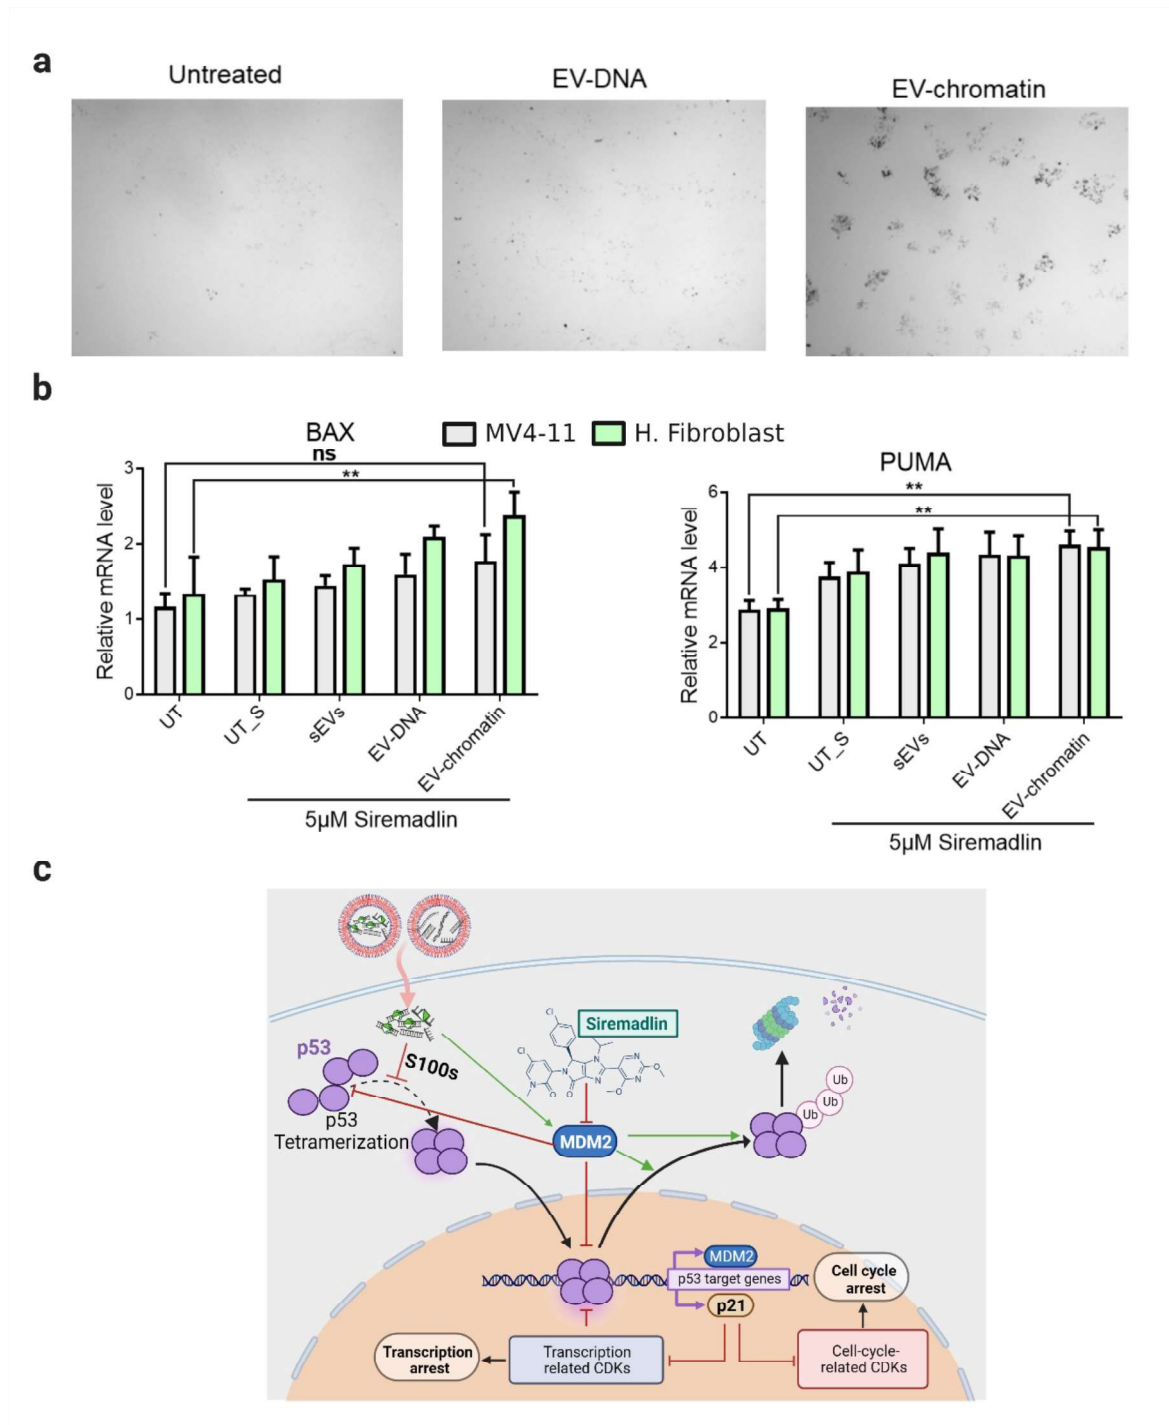 a
Untreated
EV-DNA
EV-chromatin
b
BAX
MV4-11
H. Fibroblast
ns
**
Relative mRNA level
3
2
1
0
UT
UT_S
sEVs
EV-DNA
EV-chromatin
5µM Siremadlin
PUMA
**
**
Relative mRNA level
6
4
2
0
UT
UT_S
sEVs
EV-DNA
EV-chromatin
5µM Siremadlin
c
p53
S100s
p53
Tetramerization
Cl
Cl
N
N
N
N
N
N
O
O
O
O
Siremadlin
MDM2
Ub
Ub
Ub
MDM2
p53 target genes
p21
Cell cycle
arrest
Transcription
arrest
Transcription
related CDKs
Cell-cycle-
related CDKs